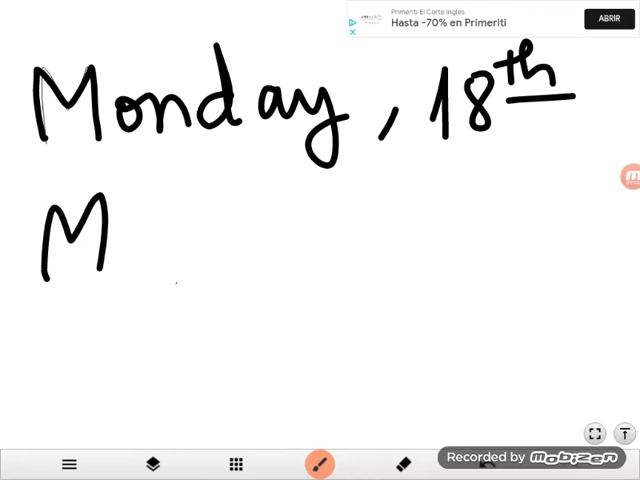 Primeriti El Corte Inglés
Hasta -70% en Primeriti
ABRIR
Monday, 18th
M
Recorded by mobizen